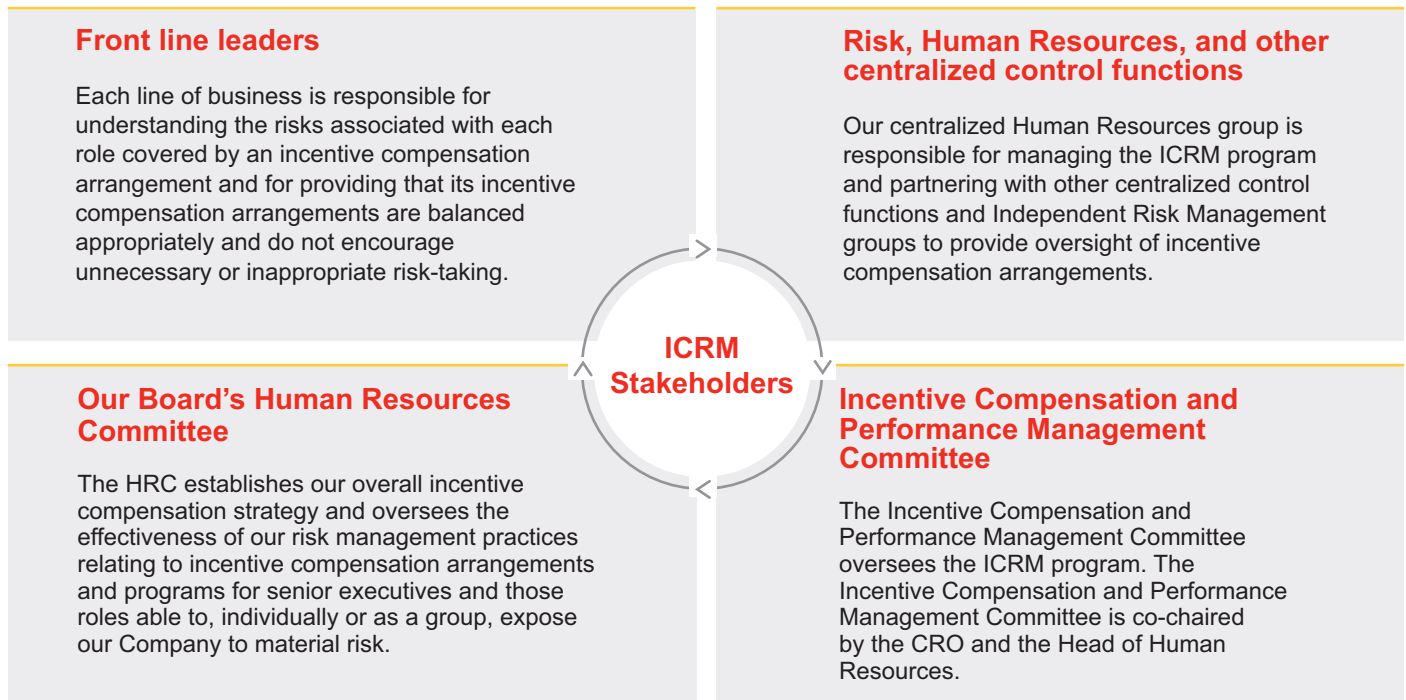 Front line leaders
Each line of business is responsible for
understanding the risks associated with each
role covered by an incentive compensation
arrangement and for providing that its incentive
compensation arrangements are balanced
appropriately and do not encourage
unnecessary or inappropriate risk-taking.
Risk, Human Resources, and other
centralized control functions
Our centralized Human Resources group is
responsible for managing the ICRM program
and partnering with other centralized control
functions and Independent Risk Management
groups to provide oversight of incentive
compensation arrangements.
ICRM
Stakeholders
Our Board’s Human Resources
Committee
The HRC establishes our overall incentive
compensation strategy and oversees the
effectiveness of our risk management practices
relating to incentive compensation arrangements
and programs for senior executives and those
roles able to, individually or as a group, expose
our Company to material risk.
Incentive Compensation and
Performance Management
Committee
The Incentive Compensation and
Performance Management Committee
oversees the ICRM program. The
Incentive Compensation and Performance
Management Committee is co-chaired
by the CRO and the Head of Human
Resources.